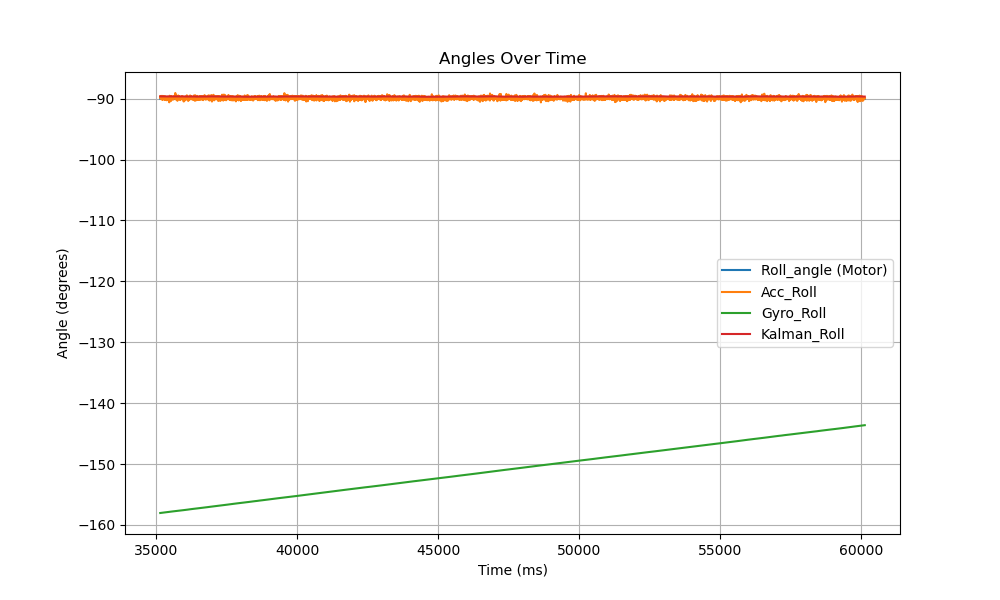 Angles Over Time
Angle (degrees)
−90
−100
−110
−120
−130
−140
−150
−160
Roll_angle (Motor)
Acc_Roll
Gyro_Roll
Kalman_Roll
35000 40000 45000 50000 55000 60000
Time (ms)